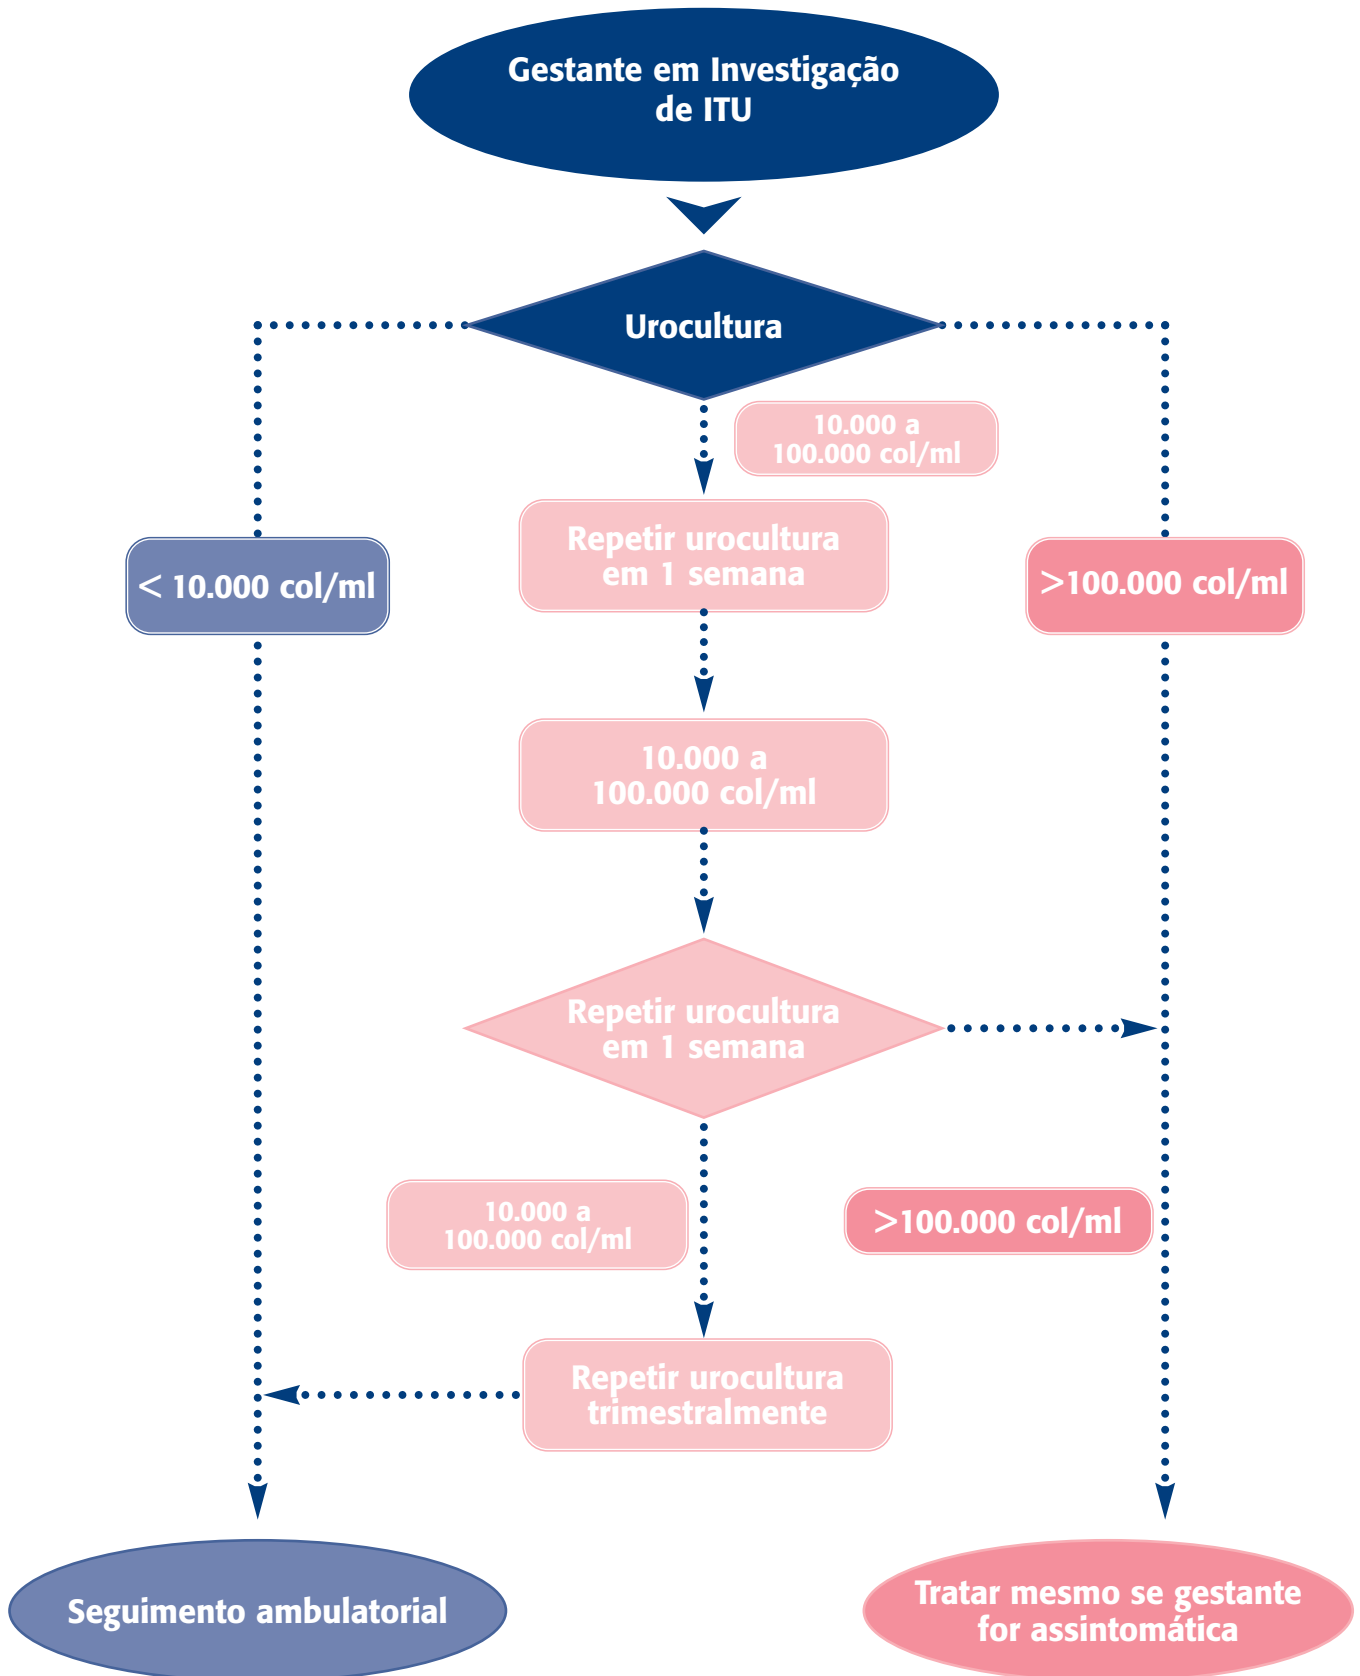 Gestante em Investigação
de ITU
Urocultura
10.000 a
100.000 col/ml
Repetir urocultura
em 1 semana
< 10.000 col/ml
>100.000 col/ml
10.000 a
100.000 col/ml
Repetir urocultura
em 1 semana
10.000 a
100.000 col/ml
>100.000 col/ml
Repetir urocultura
trimestralmente
Seguimento ambulatorial
Tratar mesmo se gestante
for assintomática